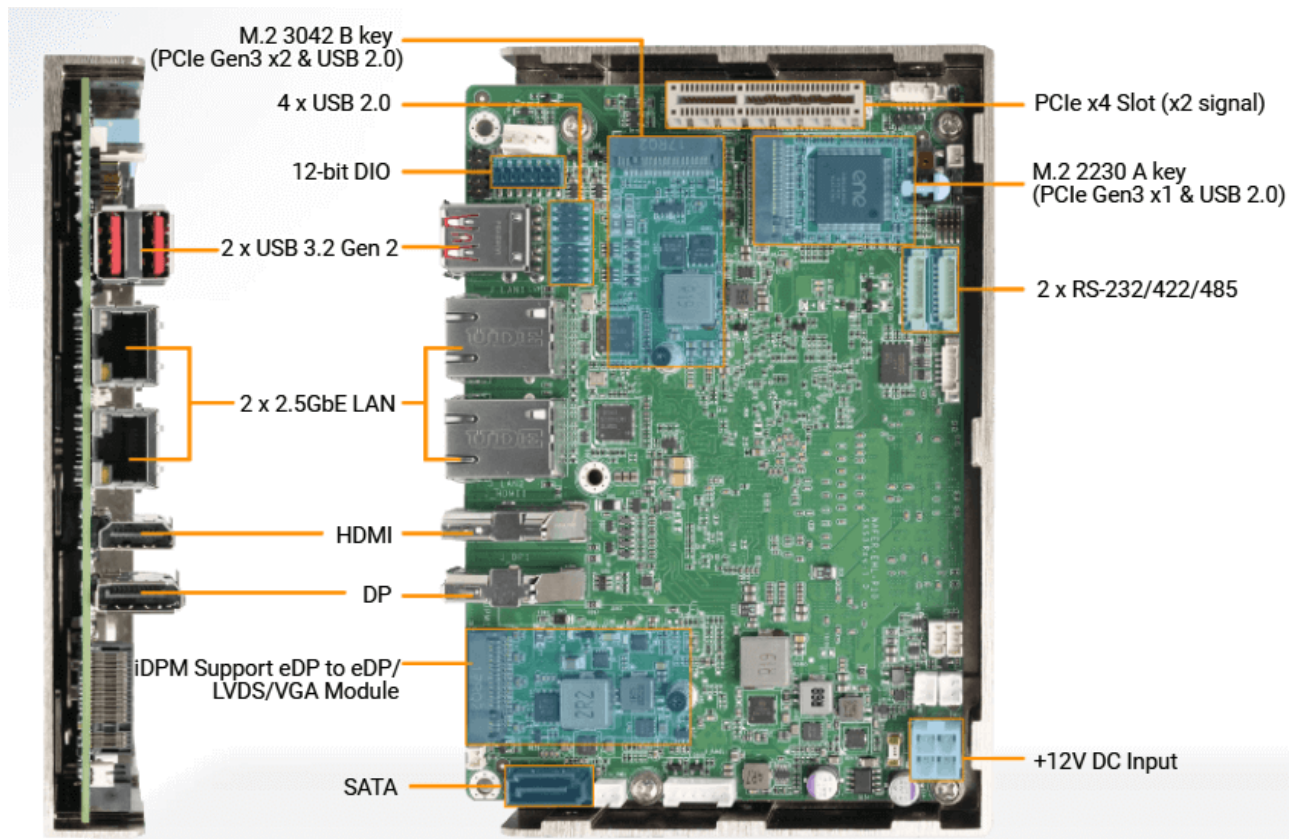 M.2 3042 B key
(PCIe Gen3 x2 & USB 2.0)
4 x USB 2.0
12-bit DIO
2 x USB 3.2 Gen 2
2 x 2.5GbE LAN
HDMI
DP
iDPM Support eDP to eDP/
LVDS/VGA Module
SATA
PCIe x4 Slot (x2 signal)
M.2 2230 A key
(PCIe Gen3 x1 & USB 2.0)
2 x RS-232/422/485
+12V DC Input
2R2
R19
R68